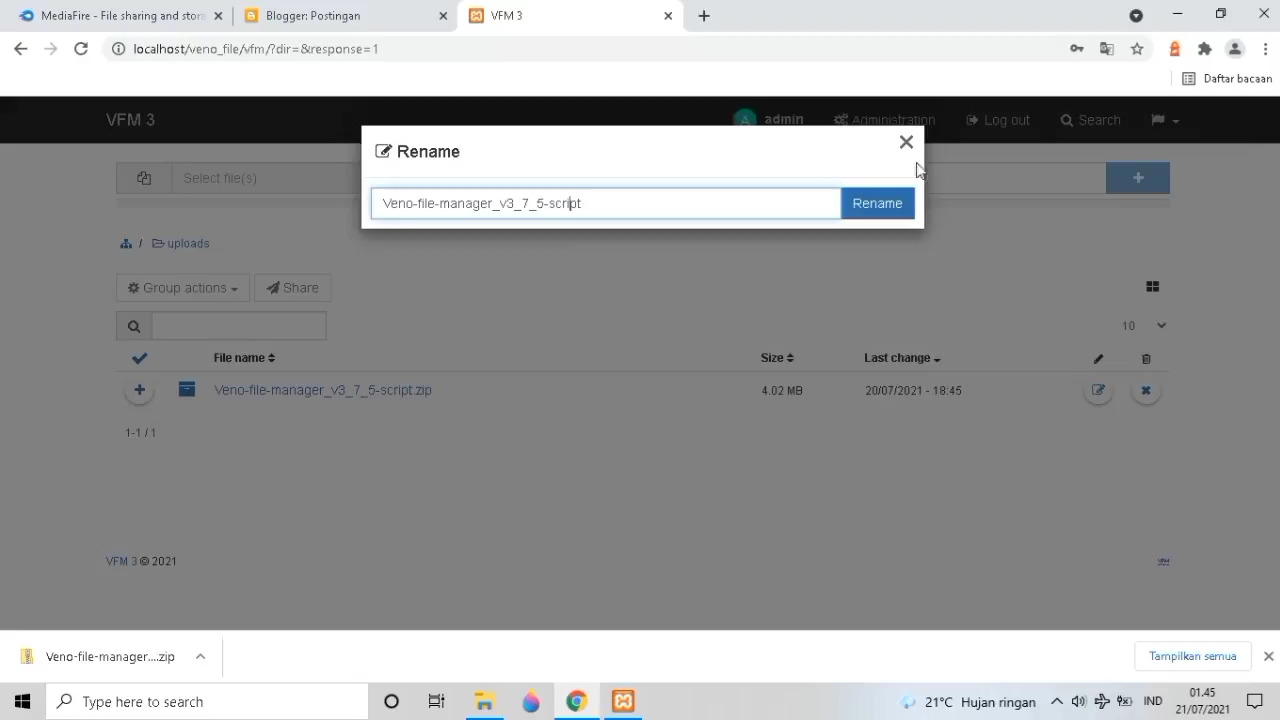 MediaFire - File sharing and stora
Blogger: Postingan
VFM 3
localhost/veno_file/vfm/?dir=&response=1
Daftar bacaan
VFM 3
A admin
Administration
Log out
Search
Rename
Select file(s)
Veno-file-manager_v3_7_5-script
Rename
/ uploads
Group actions
Share
10
File name
Size
Last change
Veno-file-manager_v3_7_5-script.zip
4.02 MB
20/07/2021 - 18:45
1-1 / 1
VFM 3 © 2021
VFM
Veno-file-manager....zip
Tampilkan semua
Type here to search
21°C Hujan ringan
IND
01.45
21/07/2021